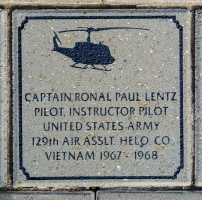 CAPTAIN RONAL PAUL LENTZ
PILOT, INSTRUCTOR PILOT
UNITED STATES ARMY
129th AIR ASSLT. HELO. CO.
VIETNAM 1967 - 1968